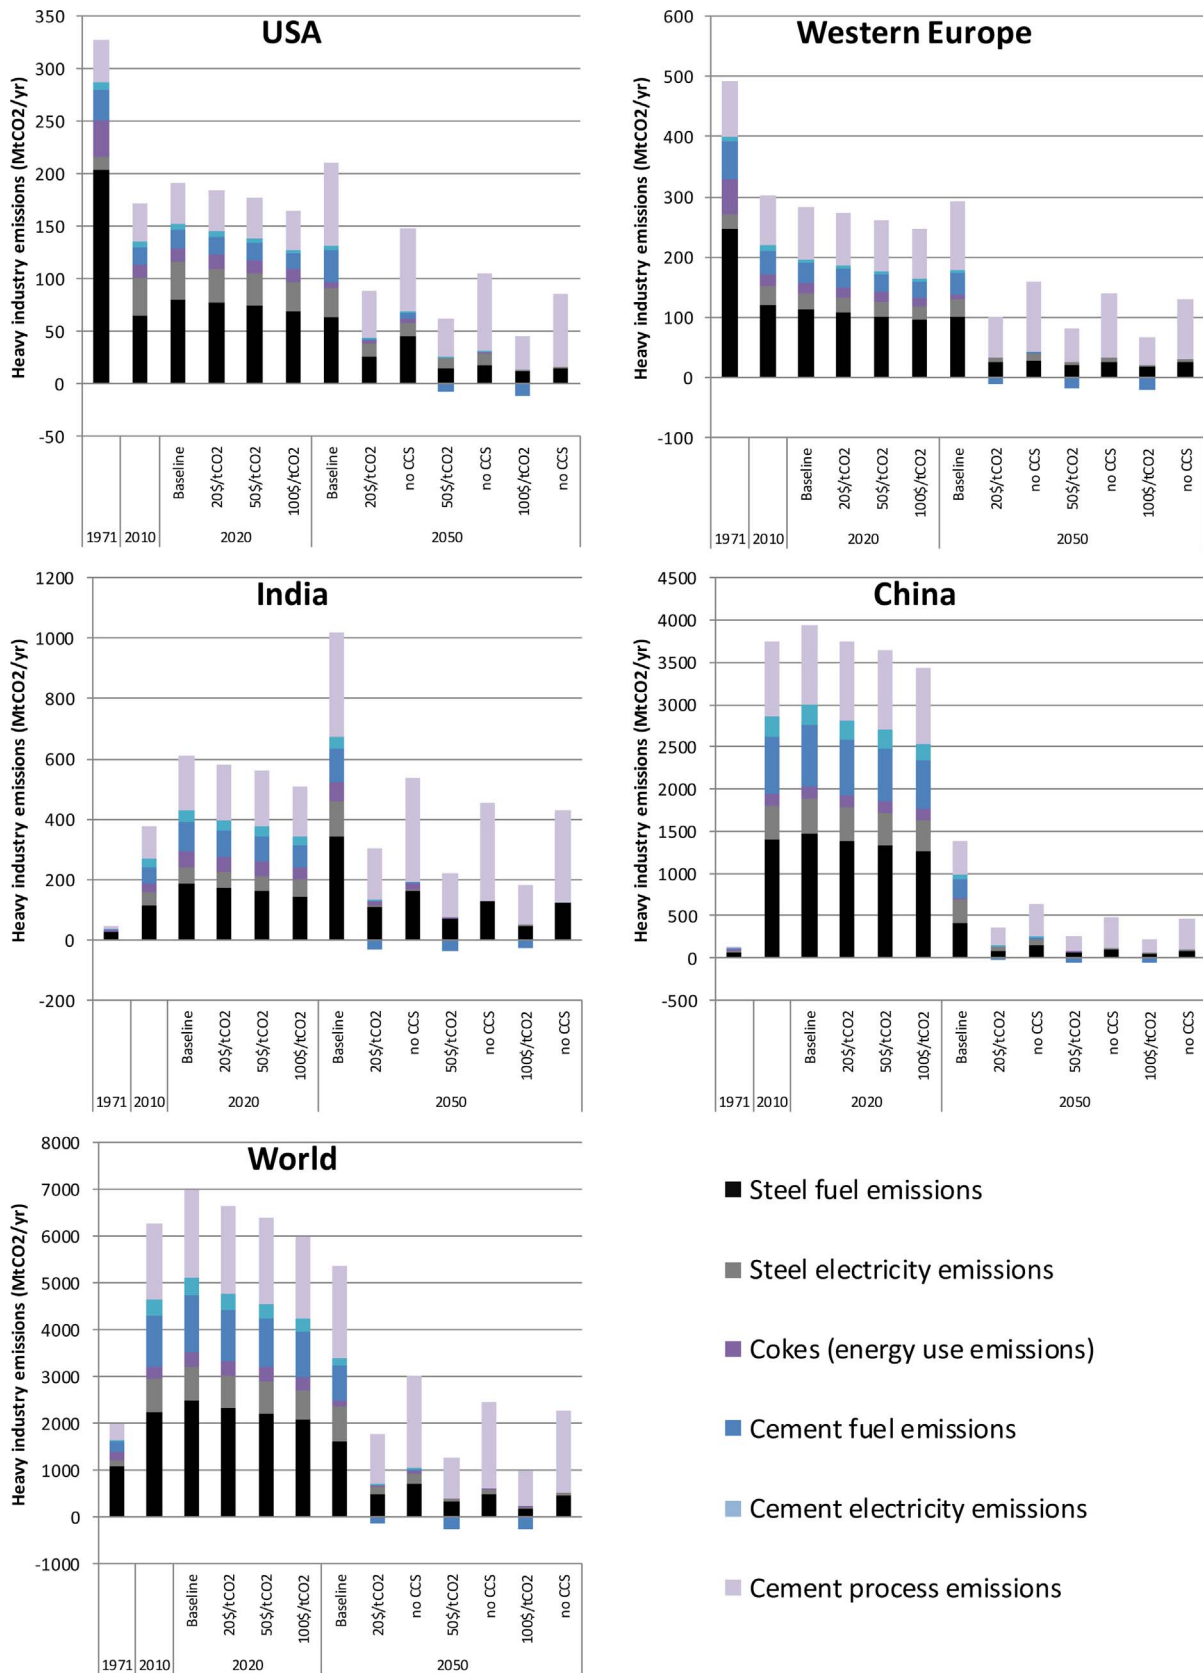 USA
Heavy industry emissions (MtCO2/yr)
350
300
250
200
150
100
50
0
-50
Baseline
20$/tCO2
50$/tCO2
100$/tCO2
Baseline
20$/tCO2
no CCS
50$/tCO2
no CCS
100$/tCO2
no CCS
1971 2010 2020 2050
Western Europe
Heavy industry emissions (MtCO2/yr)
600
500
400
300
200
100
0
-100
Baseline
20$/tCO2
50$/tCO2
100$/tCO2
Baseline
20$/tCO2
no CCS
50$/tCO2
no CCS
100$/tCO2
no CCS
1971 2010 2020 2050
India
Heavy industry emissions (MtCO2/yr)
1200
1000
800
600
400
200
0
-200
Baseline
20$/tCO2
50$/tCO2
100$/tCO2
Baseline
20$/tCO2
no CCS
50$/tCO2
no CCS
100$/tCO2
no CCS
1971 2010 2020 2050
China
Heavy industry emissions (MtCO2/yr)
4500
4000
3500
3000
2500
2000
1500
1000
500
0
-500
Baseline
20$/tCO2
50$/tCO2
100$/tCO2
Baseline
20$/tCO2
no CCS
50$/tCO2
no CCS
100$/tCO2
no CCS
1971 2010 2020 2050
World
Heavy industry emissions (MtCO2/yr)
8000
7000
6000
5000
4000
3000
2000
1000
0
-1000
Baseline
20$/tCO2
50$/tCO2
100$/tCO2
Baseline
20$/tCO2
no CCS
50$/tCO2
no CCS
100$/tCO2
no CCS
1971 2010 2020 2050
Steel fuel emissions
Steel electricity emissions
Cokes (energy use emissions)
Cement fuel emissions
Cement electricity emissions
Cement process emissions